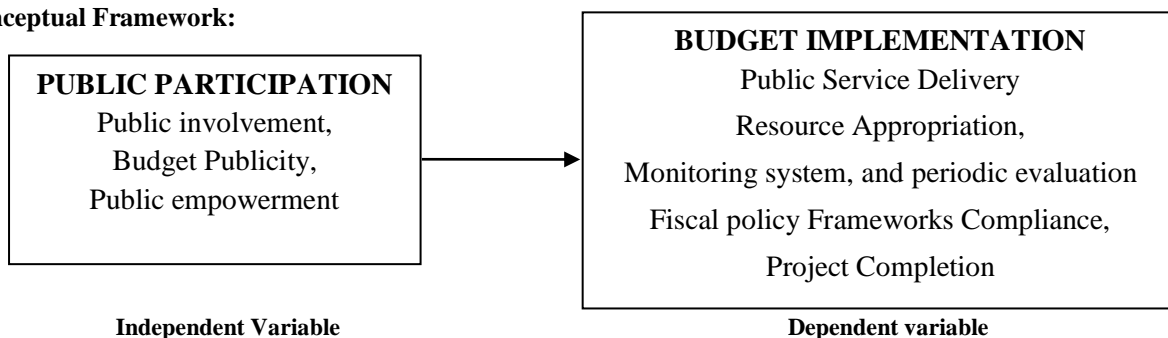 nceptual Framework:
PUBLIC PARTICIPATION
Public involvement,
Budget Publicity,
Public empowerment
BUDGET IMPLEMENTATION
Public Service Delivery
Resource Appropriation,
Monitoring system, and periodic evaluation
Fiscal policy Frameworks Compliance,
Project Completion
Independent Variable
Dependent variable